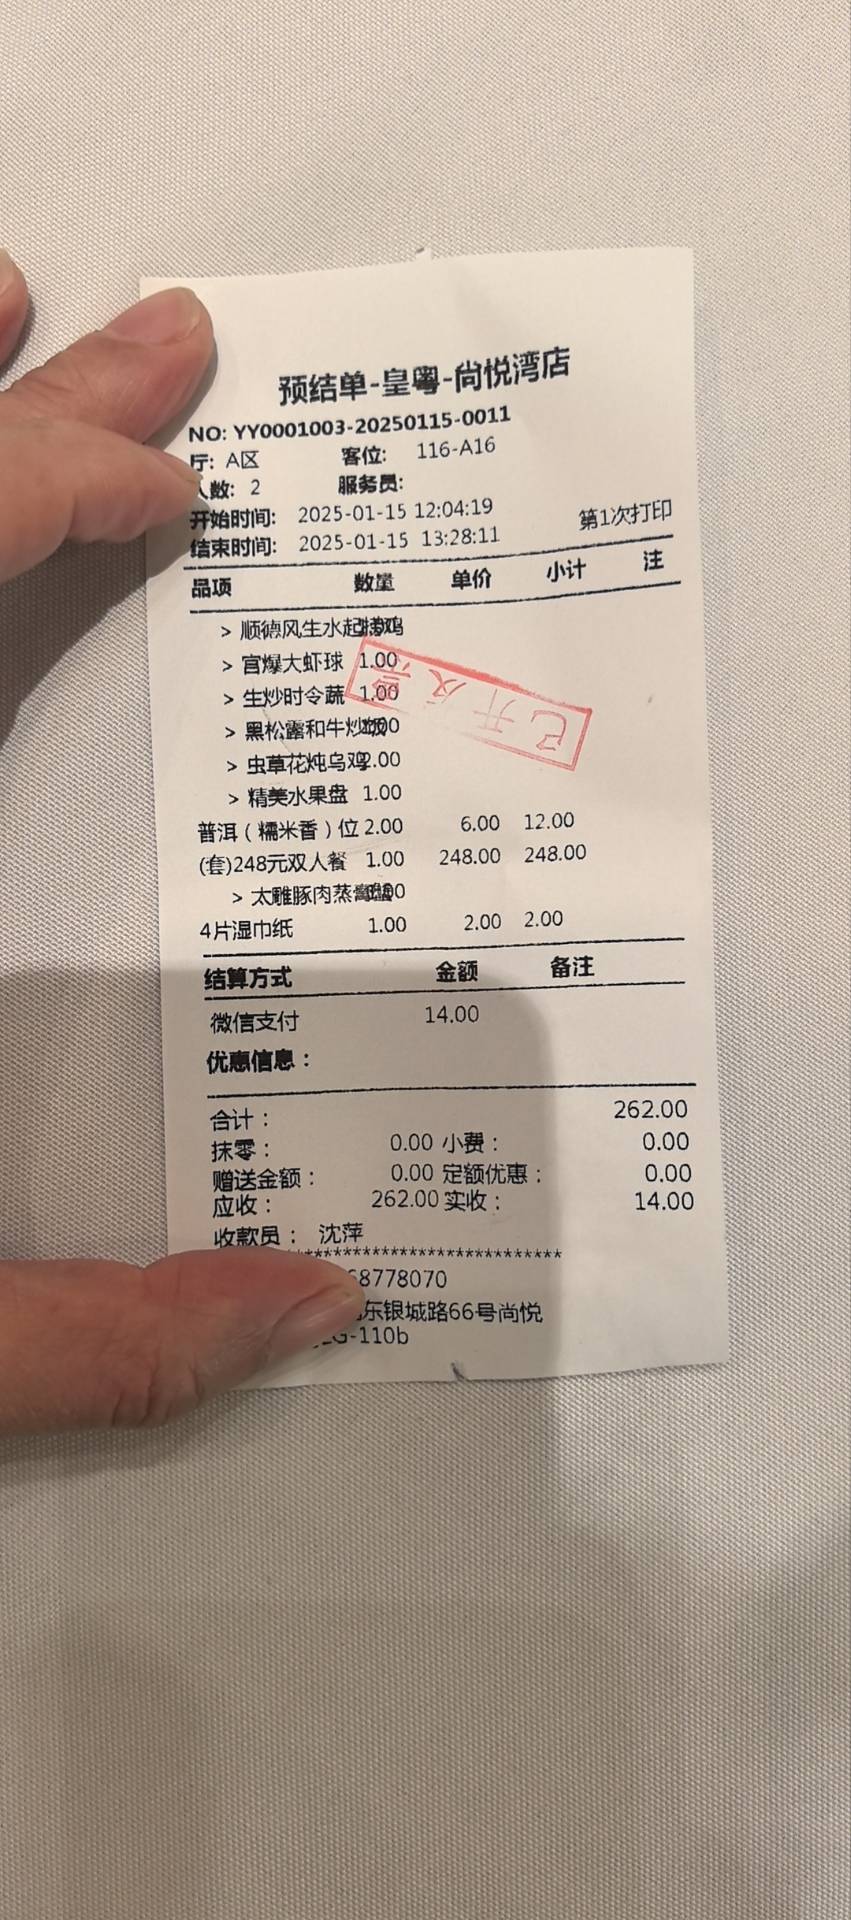 预结单-皇粤-尚悦湾店
NO: YY0001003-20250115-0011
厅: A区 客位: 116-A16
人数: 2 服务员:
开始时间: 2025-01-15 12:04:19 第1次打印
结束时间: 2025-01-15 13:28:11
品项 数量 单价 小计 注
> 顺德风生水起捞鸡
> 宫爆大虾球 1.00
> 生炒时令蔬 1.00
> 黑松露和牛炒饭
> 虫草花炖乌鸡 2.00
> 精美水果盘 1.00
普洱（糯米香）位 2.00 6.00 12.00
(套)248元双人餐 1.00 248.00 248.00
> 太雕豚肉蒸
4片湿巾纸 1.00 2.00 2.00
结算方式 金额 备注
微信支付 14.00
优惠信息：
合计： 262.00
抹零： 0.00 小费： 0.00
赠送金额： 0.00 定额优惠： 0.00
应收： 262.00 实收： 14.00
收款员： 沈萍
***************************
68778070
东银城路66号尚悦
G-110b
已开发票